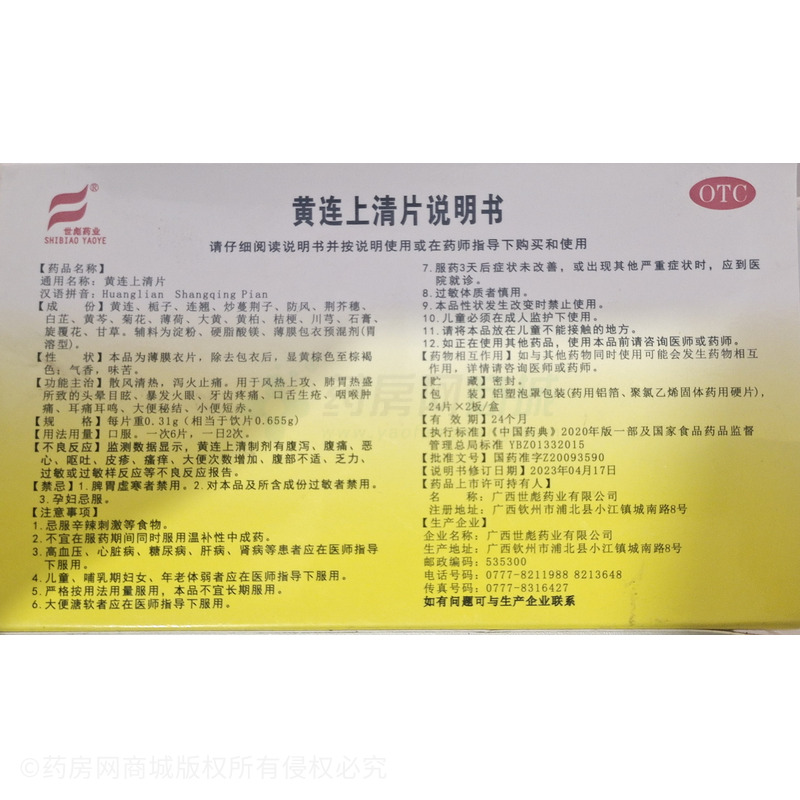 世彪药业
SHIBIAO YAOYE
®
OTC
黄连上清片说明书
请仔细阅读说明书并按说明使用或在药师指导下购买和使用
【药品名称】
通用名称：黄连上清片
汉语拼音：Huanglian Shangqing Pian
【成 份】黄连、栀子、连翘、炒蔓荆子、防风、荆芥穗、
白芷、黄芩、菊花、薄荷、大黄、黄柏、桔梗、川芎、石膏、
旋覆花、甘草。辅料为淀粉、硬脂酸镁、薄膜包衣预混剂(胃
溶型)。
【性 状】本品为薄膜衣片，除去包衣后，显黄棕色至棕褐
色；气香，味苦。
【功能主治】散风清热，泻火止痛。用于风热上攻、肺胃热盛
所致的头晕目眩、暴发火眼、牙齿疼痛、口舌生疮、咽喉肿
痛、耳痛耳鸣、大便秘结、小便短赤。
【规 格】每片重0.31g（相当于饮片0.655g）
【用法用量】口服。一次6片，一日2次。
【不良反应】监测数据显示，黄连上清制剂有腹泻、腹痛、恶
心、呕吐、皮疹、瘙痒、大便次数增加、腹部不适、乏力、
过敏或过敏样反应等不良反应报告。
【禁忌】1.脾胃虚寒者禁用。2.对本品及所含成份过敏者禁用。
3.孕妇忌服。
【注意事项】
1.忌服辛辣刺激等食物。
2.不宜在服药期间同时服用温补性中成药。
3.高血压、心脏病、糖尿病、肝病、肾病等患者应在医师指导
下服用。
4.儿童、哺乳期妇女、年老体弱者应在医师指导下服用。
5.严格按用法用量服用，本品不宜长期服用。
6.大便溏软者应在医师指导下服用。
7.服药3天后症状未改善，或出现其他严重症状时，应到医
院就诊。
8.过敏体质者慎用。
9.本品性状发生改变时禁止使用。
10.儿童必须在成人监护下使用。
11.请将本品放在儿童不能接触的地方。
12.如正在使用其他药品，使用本品前请咨询医师或药师。
【药物相互作用】如与其他药物同时使用可能会发生药物相互
作用，详情请咨询医师或药师。
【贮 藏】密封。
【包 装】铝塑泡罩包装(药用铝箔、聚氯乙烯固体药用硬片)，
24片×2板/盒
【有 效 期】24个月
【执行标准】《中国药典》2020年版一部及国家食品药品监督
管理总局标准 YBZ01332015
【批准文号】国药准字Z20093590
【说明书修订日期】2023年04月17日
【药品上市许可持有人】
名 称：广西世彪药业有限公司
注册地址：广西钦州市浦北县小江镇城南路8号
【生产企业】
企业名称：广西世彪药业有限公司
生产地址：广西钦州市浦北县小江镇城南路8号
邮政编码：535300
电话号码：0777-8211988 8213648
传真号码：0777-8316427
如有问题可与生产企业联系
©药房网商城版权所有侵权必究